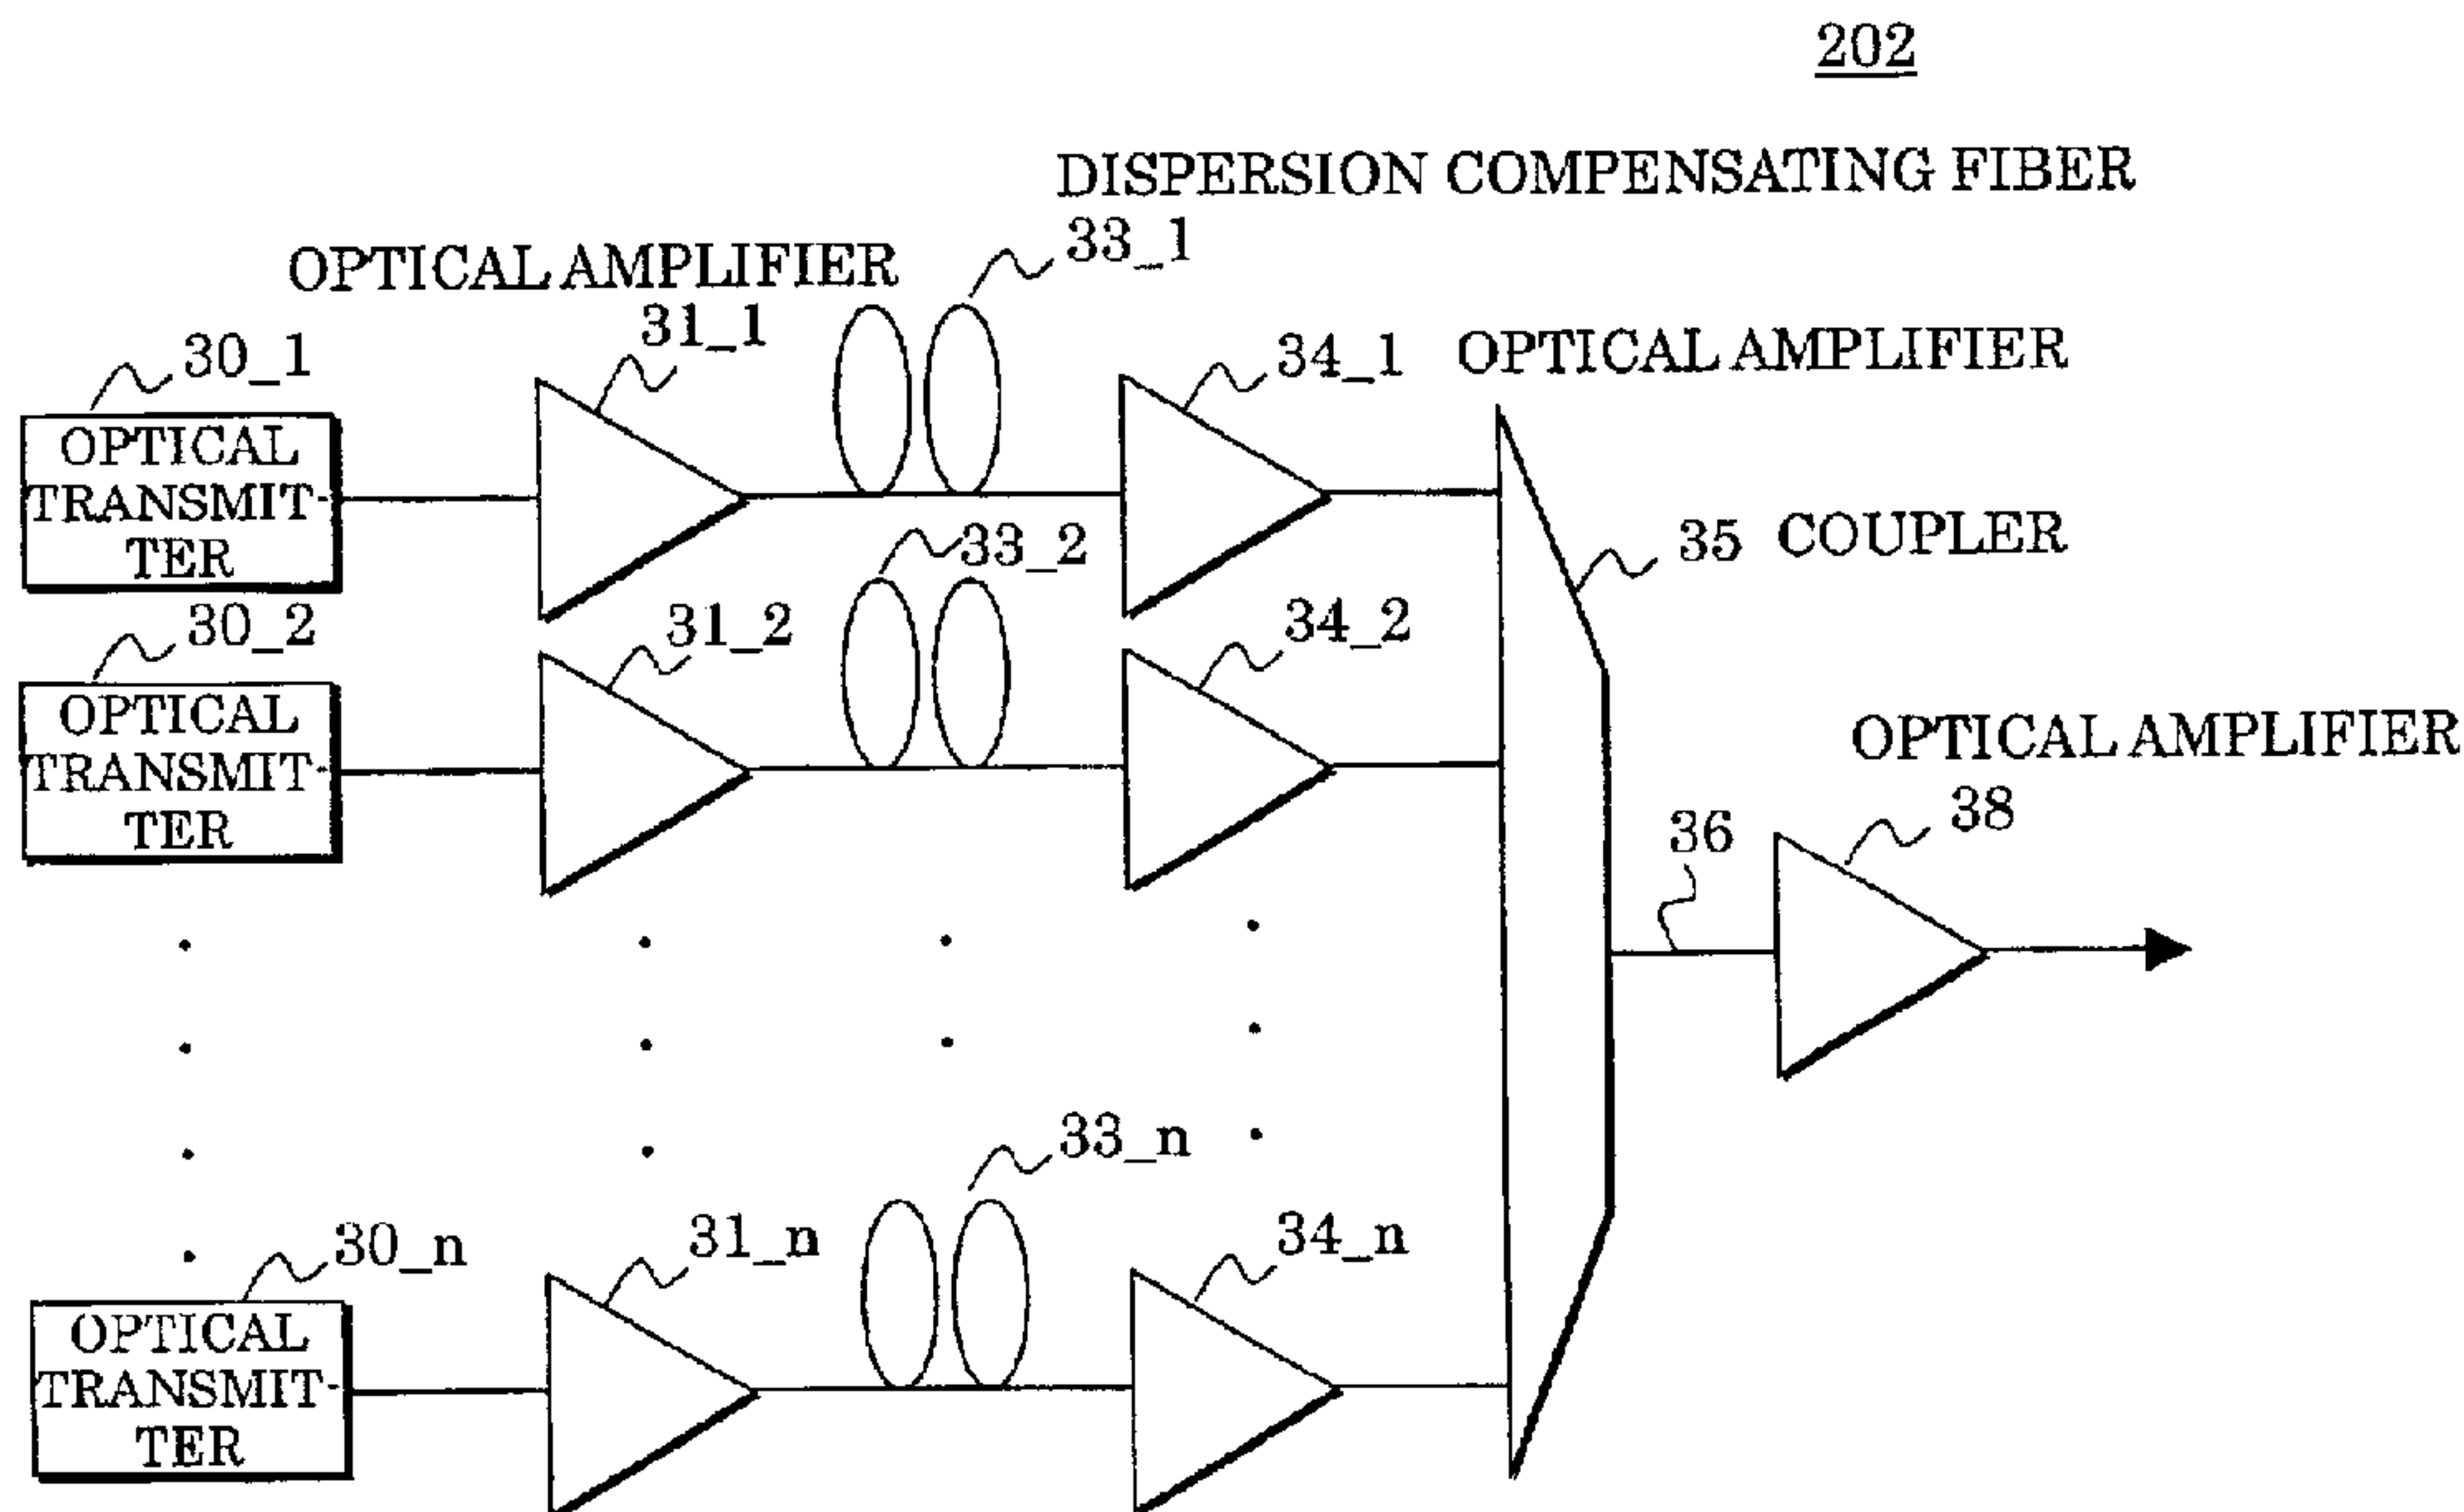 202
DISPERSION COMPENSATING FIBER
33_1
OPTICAL AMPLIFIER
31_1
30_1
34_1 OPTICAL AMPLIFIER
OPTICAL
TRANSMIT-
TER
33_2
35 COUPLER
30_2
31_2
34_2
OPTICAL
TRANSMIT-
TER
OPTICAL AMPLIFIER
38
36
33_n
30_n
31_n
34_n
OPTICAL
TRANSMIT-
TER